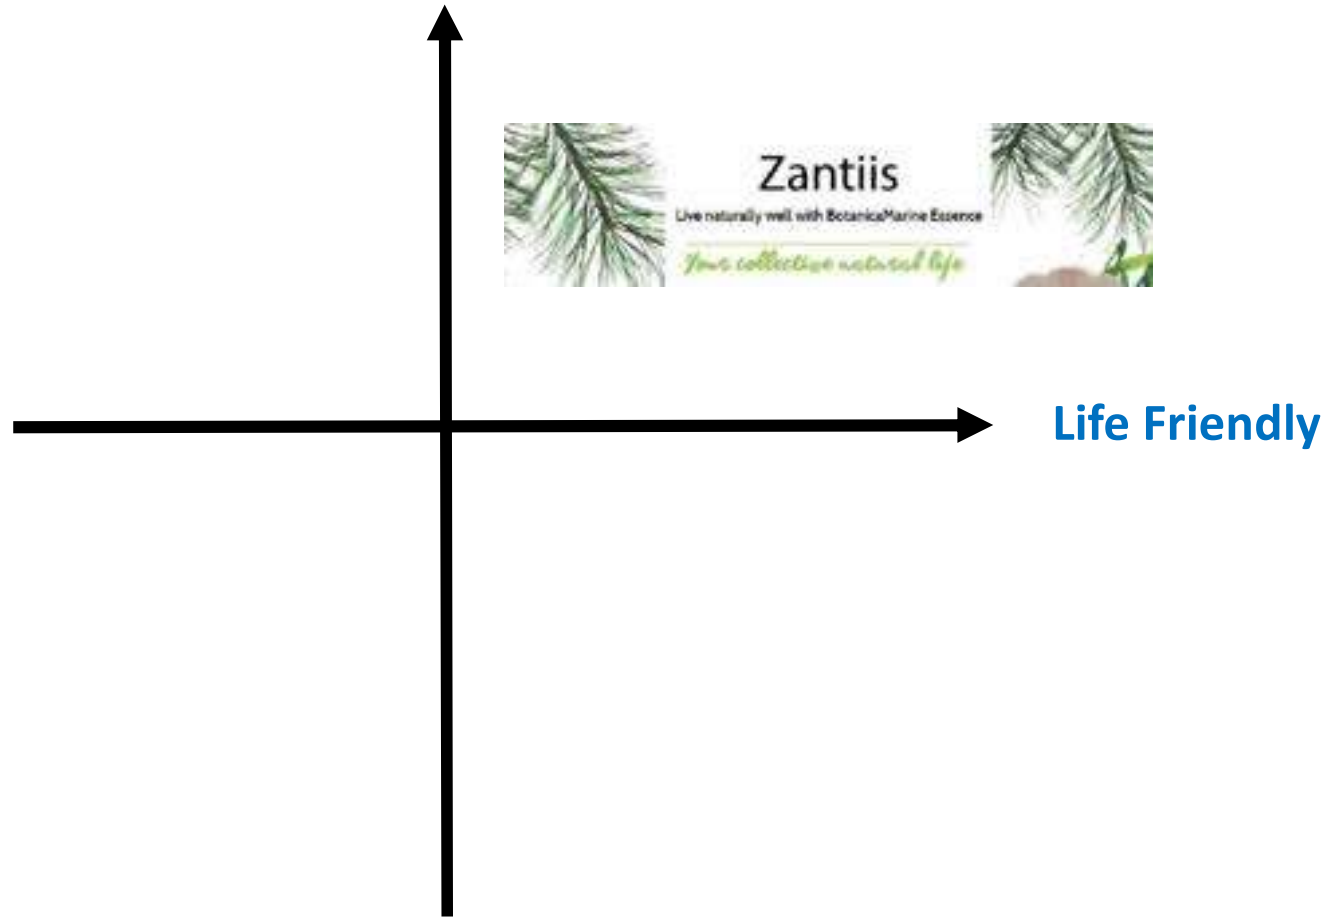 Zantiis
Live naturally well with BotanicaMarine Essence
Your collective natural life
Life Friendly